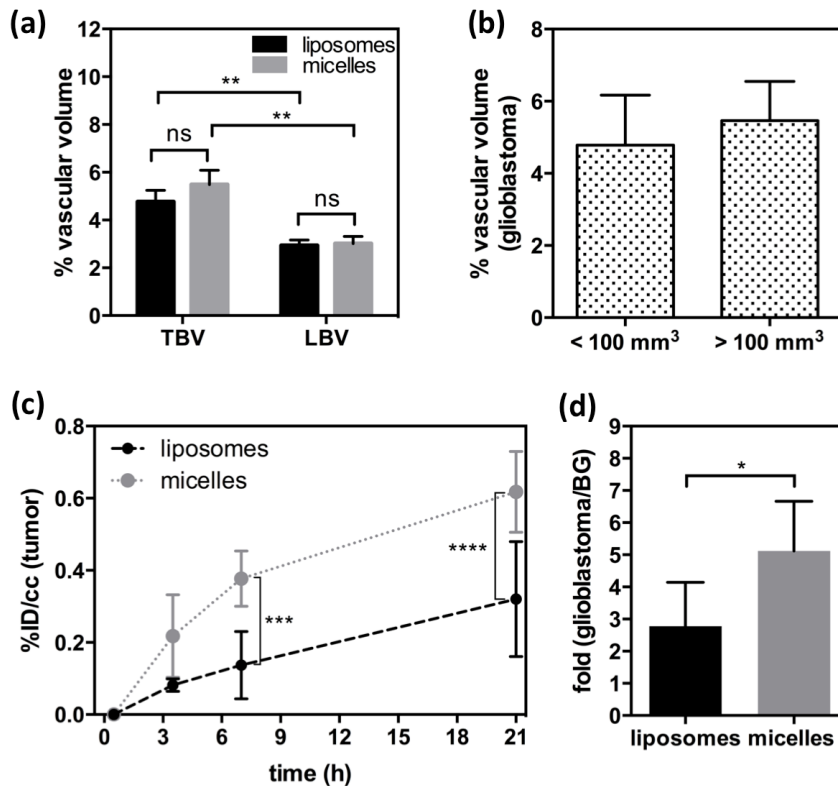 (a)
% vascular volume
12
10
8
6
4
2
0
liposomes
micelles
**
**
ns
ns
TBV
LBV
(b)
% vascular volume
(glioblastoma)
8
6
4
2
0
< 100 mm³
> 100 mm³
(c)
%ID/cc (tumor)
0.8
0.6
0.4
0.2
0.0
liposomes
micelles
***
****
0 3 6 9 12 15 18 21
time (h)
(d)
fold (glioblastoma/BG)
9
8
7
6
5
4
3
2
1
0
*
liposomes micelles